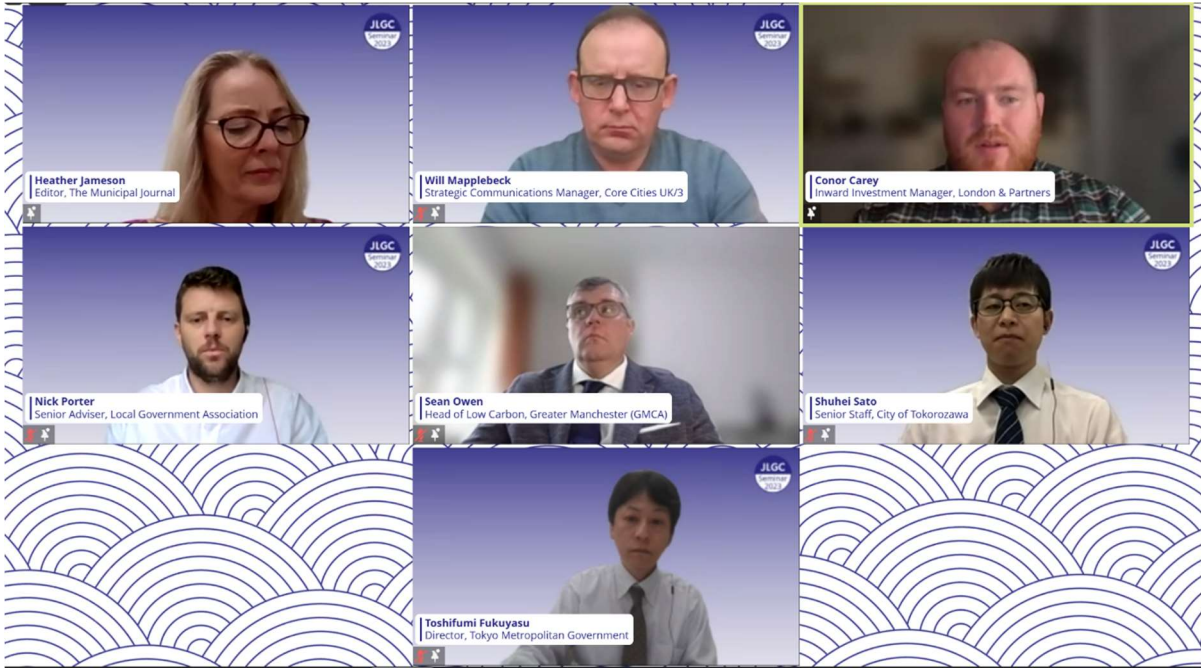 JLGC
Seminar
2023
JLGC
Seminar
2023
Heather Jameson
Editor, The Municipal Journal
Will Mapplebeck
Strategic Communications Manager, Core Cities UK/3
Conor Carey
Inward Investment Manager, London & Partners
JLGC
Seminar
2023
JLGC
Seminar
2023
Nick Porter
Senior Adviser, Local Government Association
Sean Owen
Head of Low Carbon, Greater Manchester (GMCA)
Shuhei Sato
Senior Staff, City of Tokorozawa
JLGC
Seminar
2023
Toshifumi Fukuyasu
Director, Tokyo Metropolitan Government